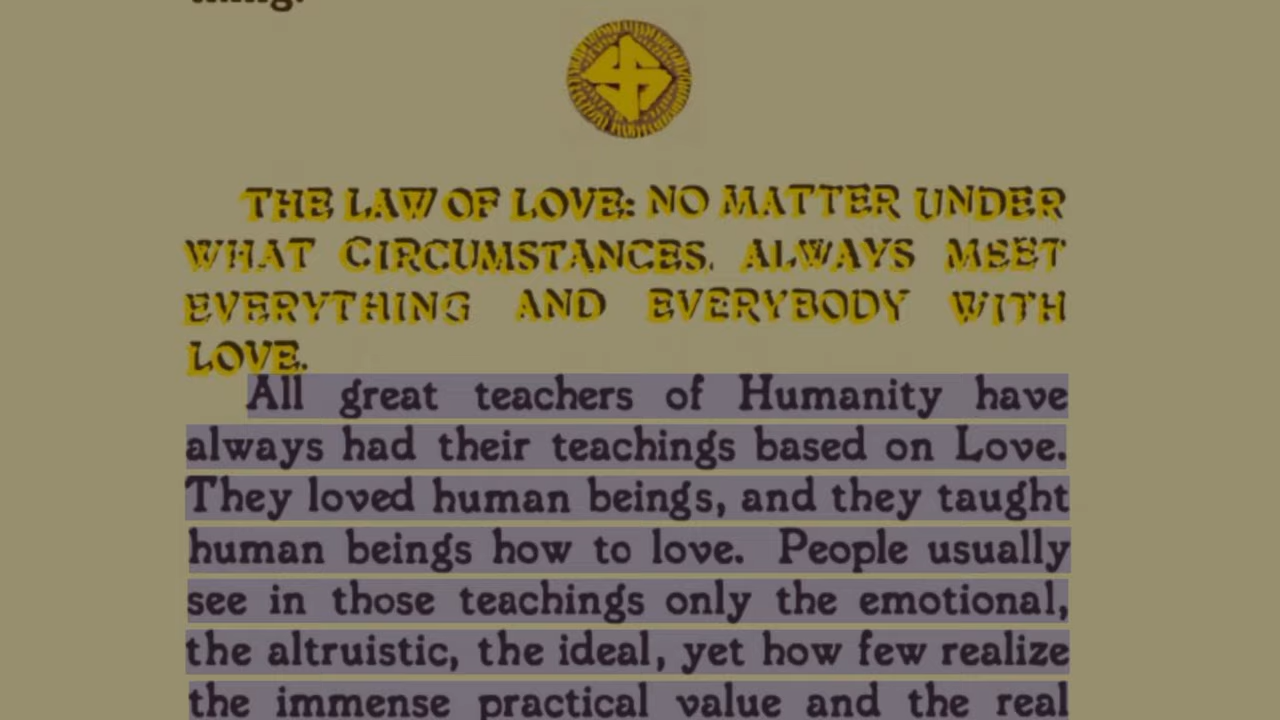 THE LAW OF LOVE: NO MATTER UNDER
WHAT CIRCUMSTANCES, ALWAYS MEET
EVERYTHING AND EVERYBODY WITH
LOVE.
All great teachers of Humanity have
always had their teachings based on Love.
They loved human beings, and they taught
human beings how to love. People usually
see in those teachings only the emotional,
the altruistic, the ideal, yet how few realize
the immense practical value and the real